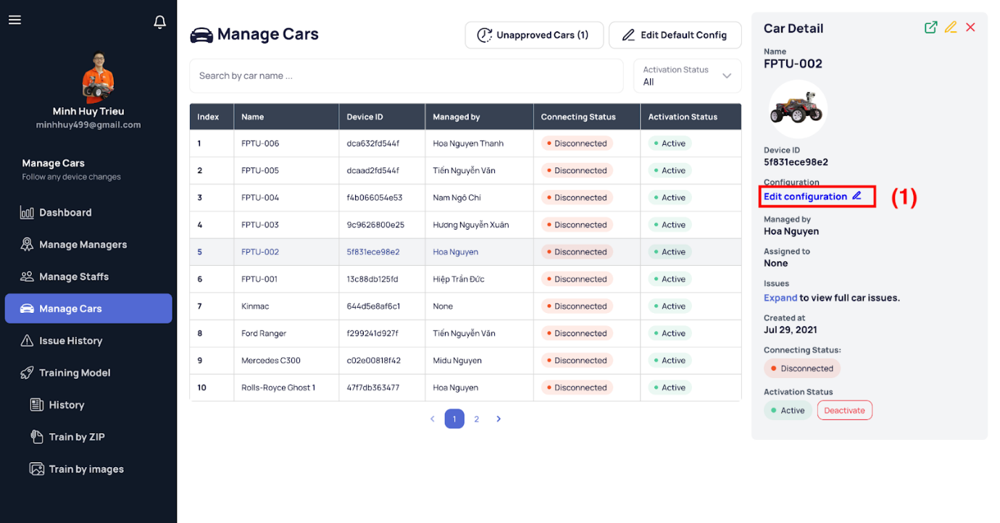 Minh Huy Trieu
minhhuy499@gmail.com
Manage Cars
Follow any device changes
Dashboard
Manage Managers
Manage Staffs
Manage Cars
Issue History
Training Model
History
Train by ZIP
Train by images
Manage Cars
Unapproved Cars (1)
Edit Default Config
Search by car name ...
Activation Status
All
Index Name Device ID Managed by Connecting Status Activation Status
1 FPTU-006 dca632fd544f Hoa Nguyen Thanh Disconnected Active
2 FPTU-005 dcaad2fd544f Tiến Nguyễn Văn Disconnected Active
3 FPTU-004 f4b066054e53 Nam Ngô Chí Disconnected Active
4 FPTU-003 9c9626800e25 Hương Nguyễn Xuân Disconnected Active
5 FPTU-002 5f831ece98e2 Hoa Nguyen Disconnected Active
6 FPTU-001 13c88db125fd Hiệp Trần Đức Disconnected Active
7 Kinmac 644d5e8af6c1 None Disconnected Active
8 Ford Ranger f299241d927f Tiến Nguyễn Văn Disconnected Active
9 Mercedes C300 c02e00818f42 Midu Nguyen Disconnected Active
10 Rolls-Royce Ghost 1 47f7db363477 Hoa Nguyen Disconnected Active
1 2
Car Detail
Name
FPTU-002
Device ID
5f831ece98e2
Configuration
Edit configuration (1)
Managed by
Hoa Nguyen
Assigned to
None
Issues
Expand to view full car issues.
Created at
Jul 29, 2021
Connecting Status:
Disconnected
Activation Status
Active Deactivate